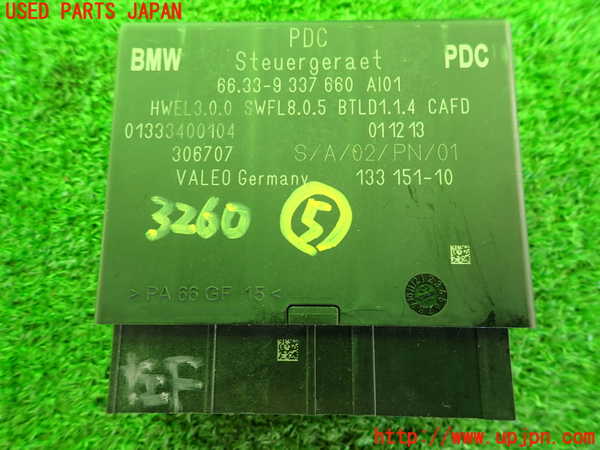 USED PARTS JAPAN
PDC
BMW Steuergeraet PDC
66.33-9 337 660 AI01
HWEL3.0.0 SWFL8.0.5 BTLD1.1.4 CAFD
01333400104 011213
306707 S/A/02/PN/01
VALEO Germany 133 151-10
3260 5
>PA 66 GF 15<
左F
http://www.upjpn.com/